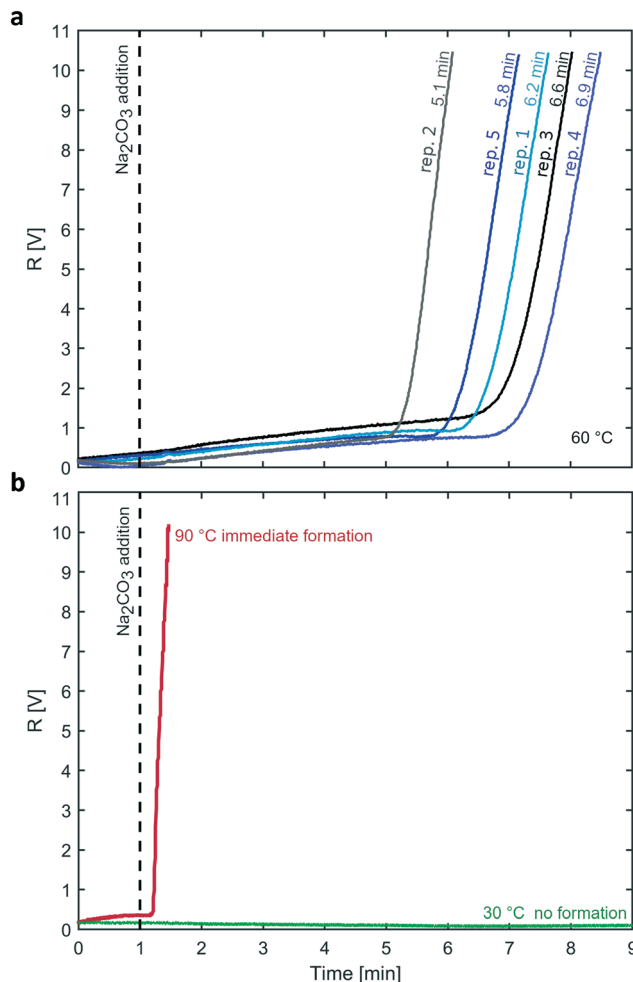 a
11
10
9
8
7
6
5
4
3
2
1
0
R [V]
Na2CO3 addition
rep. 2 5.1 min
rep. 5 5.8 min
rep. 1 6.2 min
rep. 3 6.6 min
rep. 4 6.9 min
60 °C
b
11
10
9
8
7
6
5
4
3
2
1
0
R [V]
Na2CO3 addition
90 °C immediate formation
30 °C no formation
0 1 2 3 4 5 6 7 8 9
Time [min]